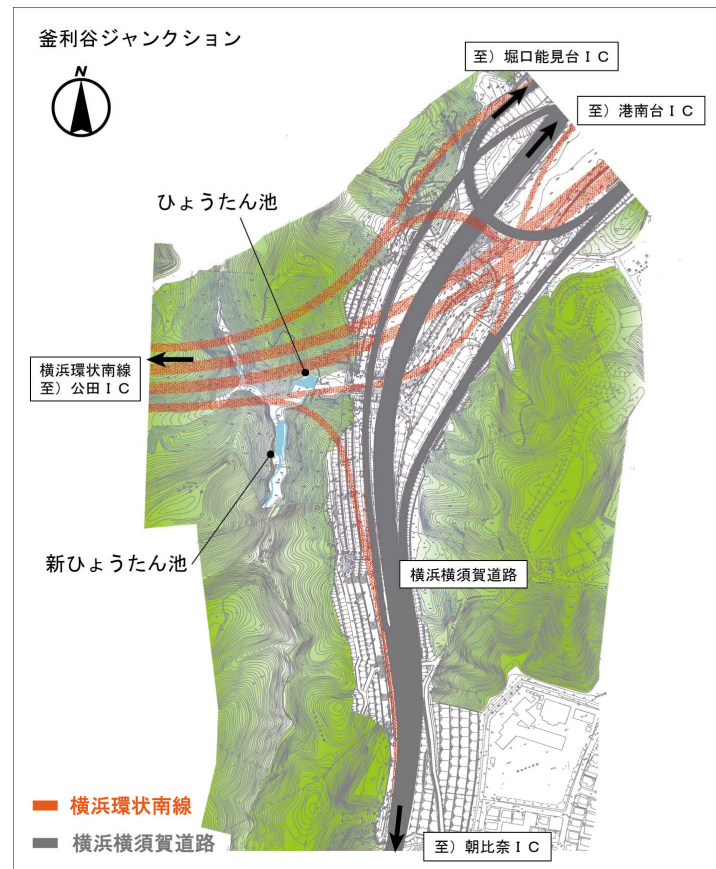 釜利谷ジャンクション
N
至）堀口能見台ＩＣ
至）港南台ＩＣ
ひょうたん池
横浜環状南線
至）公田ＩＣ
新ひょうたん池
横浜横須賀道路
横浜環状南線
横浜横須賀道路
至）朝比奈ＩＣ